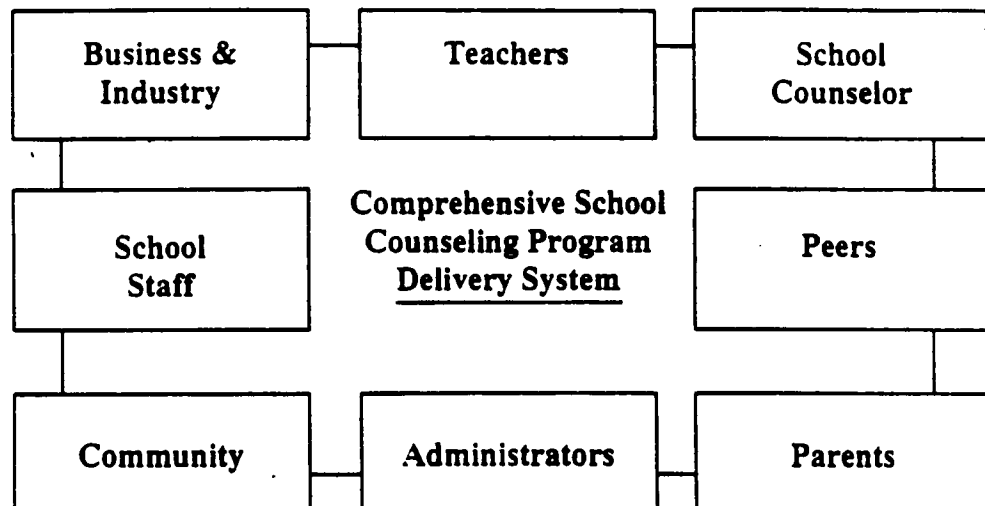 Business &
Industry
Teachers
School
Counselor
School
Staff
Comprehensive School
Counseling Program
Delivery System
Peers
Community
Administrators
Parents